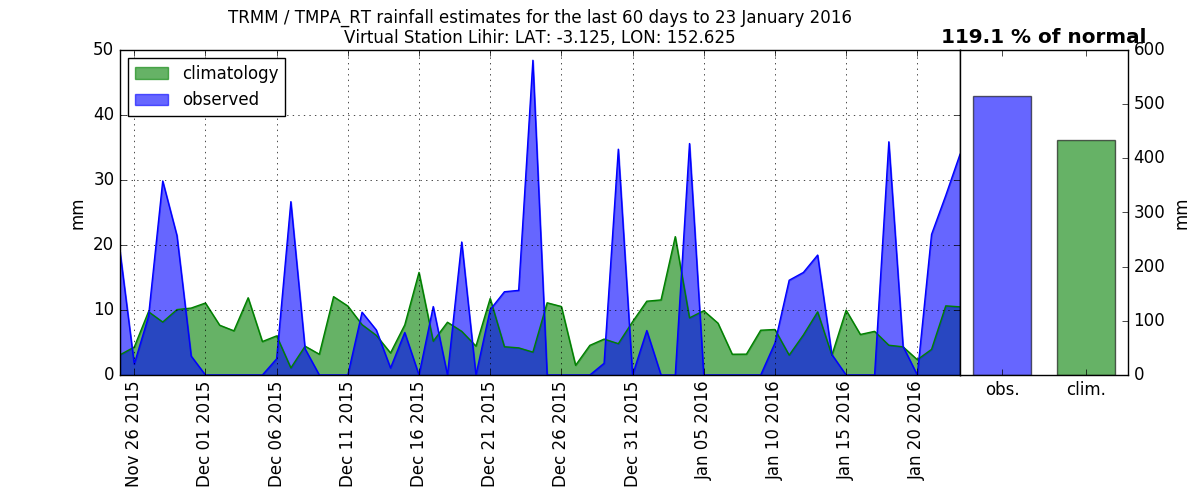 TRMM / TMPA_RT rainfall estimates for the last 60 days to 23 January 2016
Virtual Station Lihir: LAT: -3.125, LON: 152.625
119.1 % of normal
climatology
observed
50
40
30
20
10
0
mm
Nov 26 2015
Dec 01 2015
Dec 06 2015
Dec 11 2015
Dec 16 2015
Dec 21 2015
Dec 26 2015
Dec 31 2015
Jan 05 2016
Jan 10 2016
Jan 15 2016
Jan 20 2016
600
500
400
300
200
100
0
mm
obs.
clim.